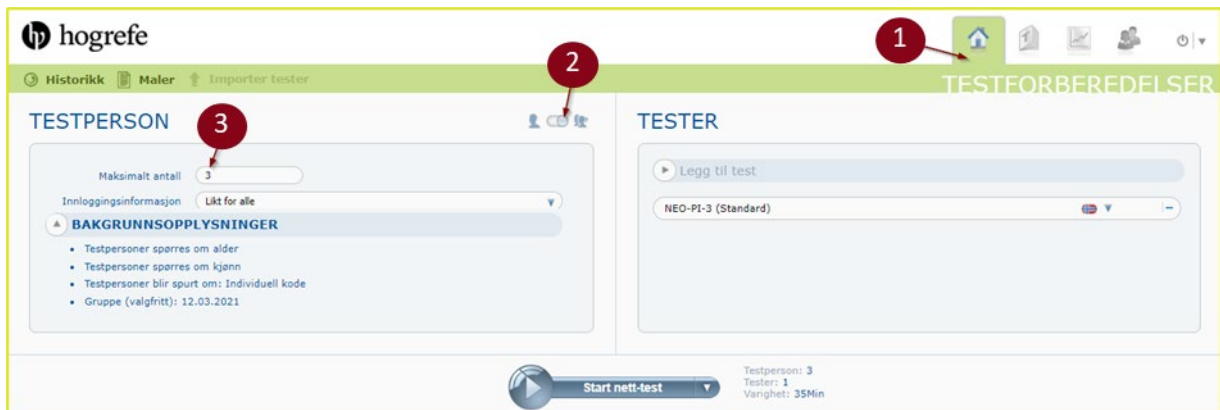 hogrefe
1
2
Historikk Maler Importer tester
TESTFORBEREDELSER
TESTPERSON
3
Maksimalt antall 3
Innloggingsinformasjon Likt for alle
BAKGRUNNSOPPLYSNINGER
• Testpersoner spørres om alder
• Testpersoner spørres om kjønn
• Testpersoner blir spurt om: Individuell kode
• Gruppe (valgfritt): 12.03.2021
TESTER
Legg til test
NEO-PI-3 (Standard)
Start nett-test
Testperson: 3
Tester: 1
Varighet: 35Min